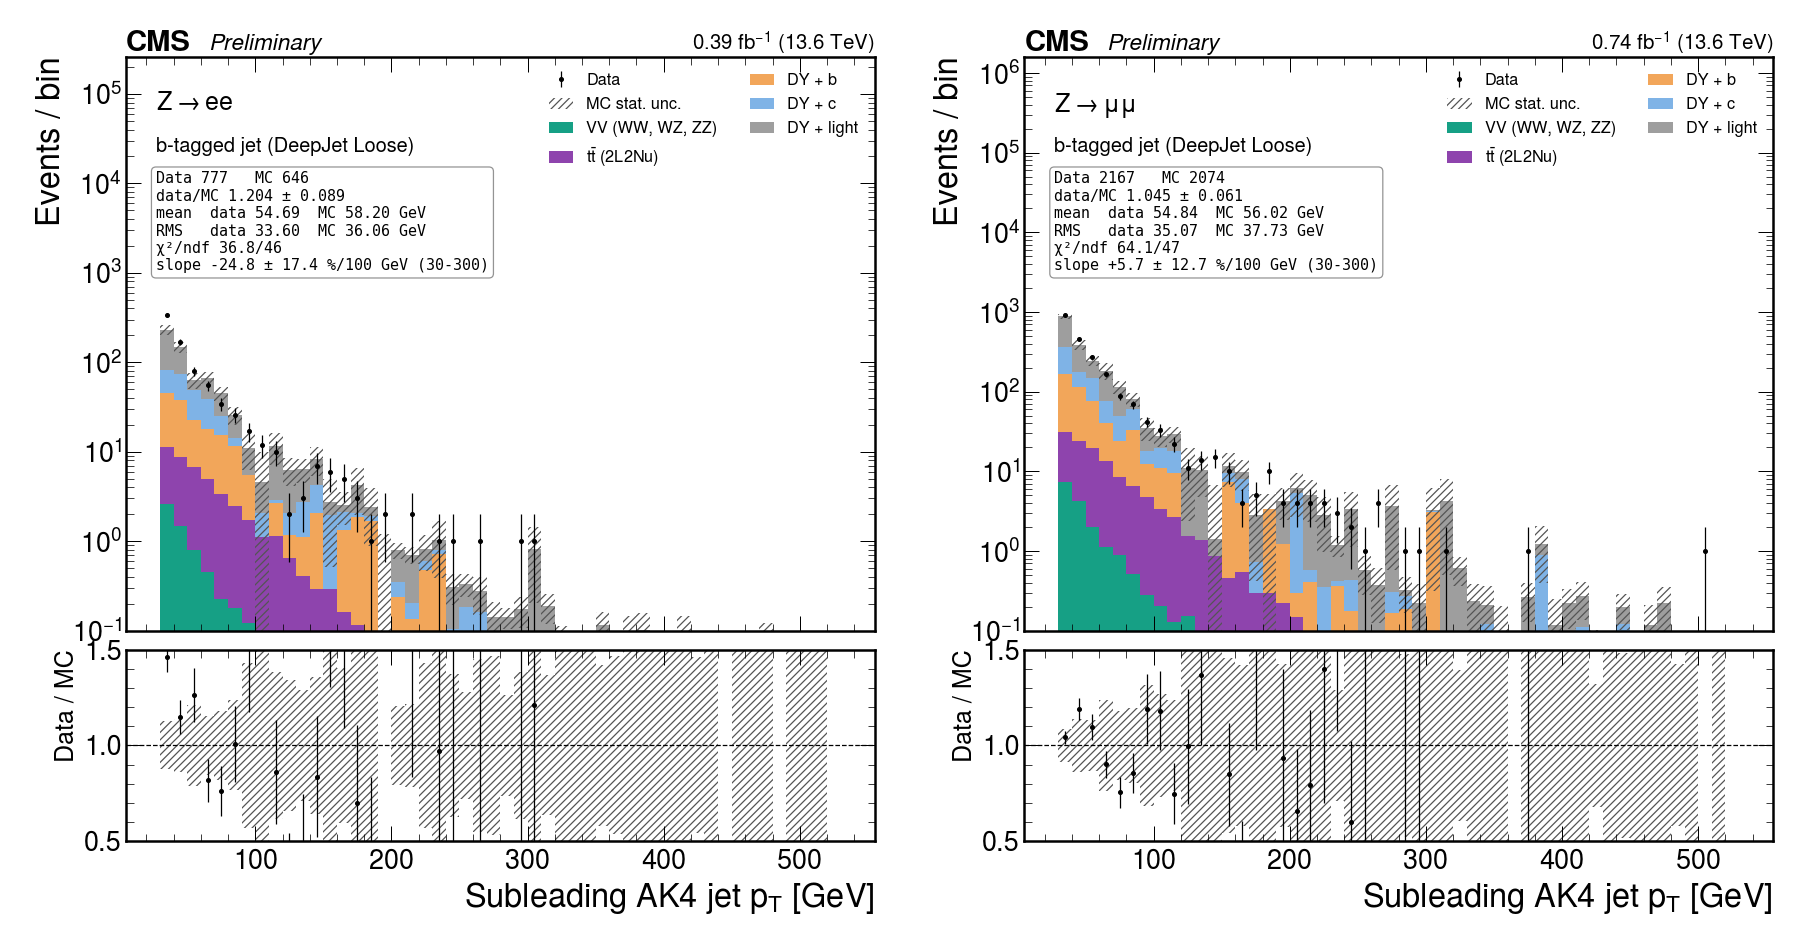 CMS Preliminary 0.39 fb⁻¹ (13.6 TeV)
Events / bin
10⁵
10⁴
10³
10²
10¹
10⁰
10⁻¹
Z → ee
b-tagged jet (DeepJet Loose)
Data 777 MC 646
data/MC 1.204 ± 0.089
mean data 54.69 MC 58.20 GeV
RMS data 33.60 MC 36.06 GeV
χ²/ndf 36.8/46
slope -24.8 ± 17.4 %/100 GeV (30-300)
Data
MC stat. unc.
VV (WW, WZ, ZZ)
tt̄ (2L2Nu)
DY + b
DY + c
DY + light
Data / MC
1.5
1.0
0.5
100 200 300 400 500
Subleading AK4 jet p_T [GeV]
CMS Preliminary 0.74 fb⁻¹ (13.6 TeV)
Events / bin
10⁶
10⁵
10⁴
10³
10²
10¹
10⁰
10⁻¹
Z → μμ
b-tagged jet (DeepJet Loose)
Data 2167 MC 2074
data/MC 1.045 ± 0.061
mean data 54.84 MC 56.02 GeV
RMS data 35.07 MC 37.73 GeV
χ²/ndf 64.1/47
slope +5.7 ± 12.7 %/100 GeV (30-300)
Data
MC stat. unc.
VV (WW, WZ, ZZ)
tt̄ (2L2Nu)
DY + b
DY + c
DY + light
Data / MC
1.5
1.0
0.5
100 200 300 400 500
Subleading AK4 jet p_T [GeV]